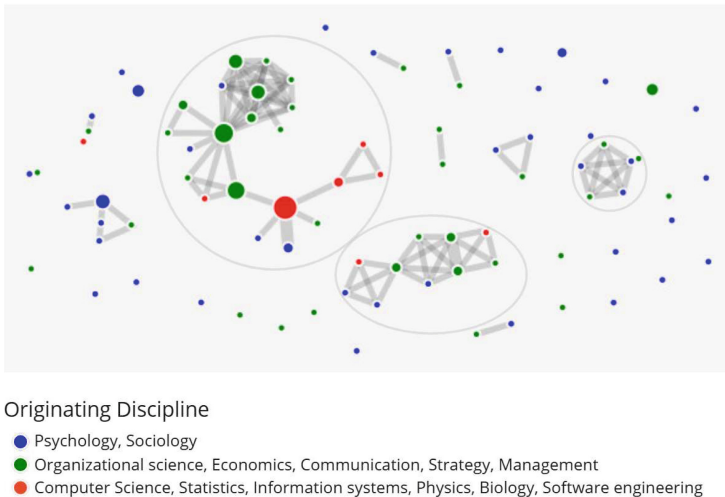 Originating Discipline
Psychology, Sociology
Organizational science, Economics, Communication, Strategy, Management
Computer Science, Statistics, Information systems, Physics, Biology, Software engineering